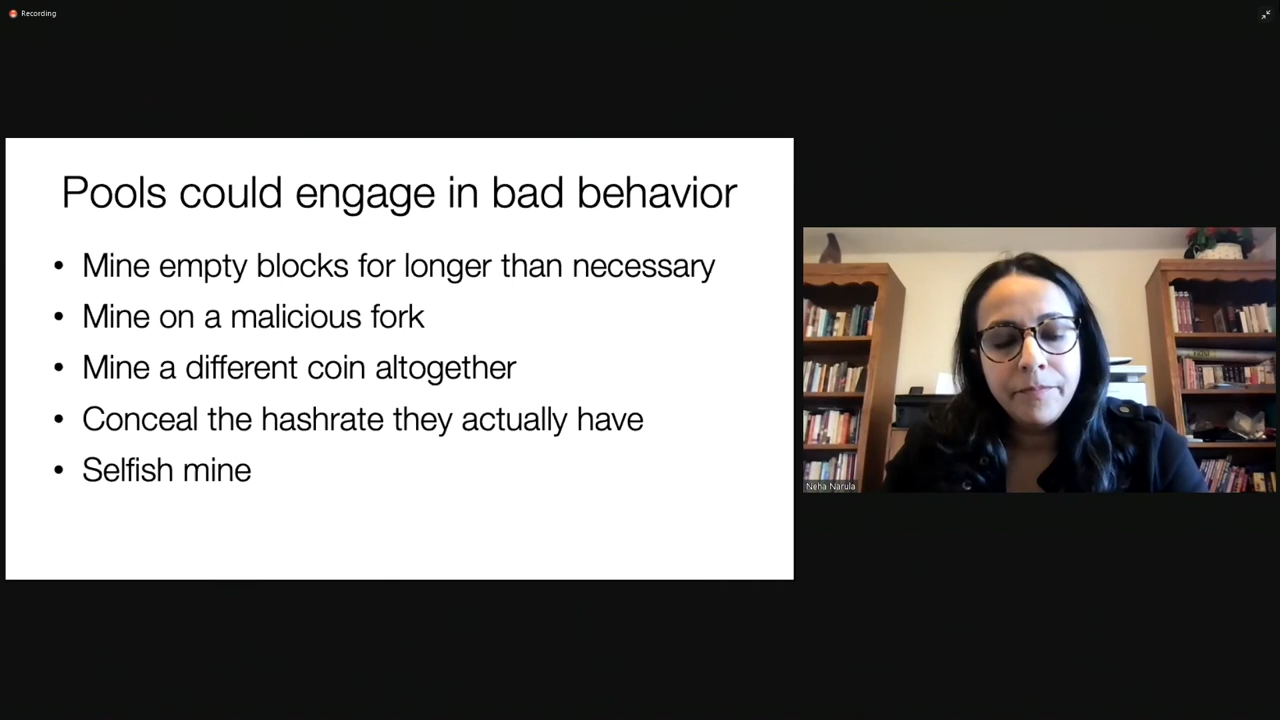 Recording
Pools could engage in bad behavior
• Mine empty blocks for longer than necessary
• Mine on a malicious fork
• Mine a different coin altogether
• Conceal the hashrate they actually have
• Selfish mine
Neha Narula